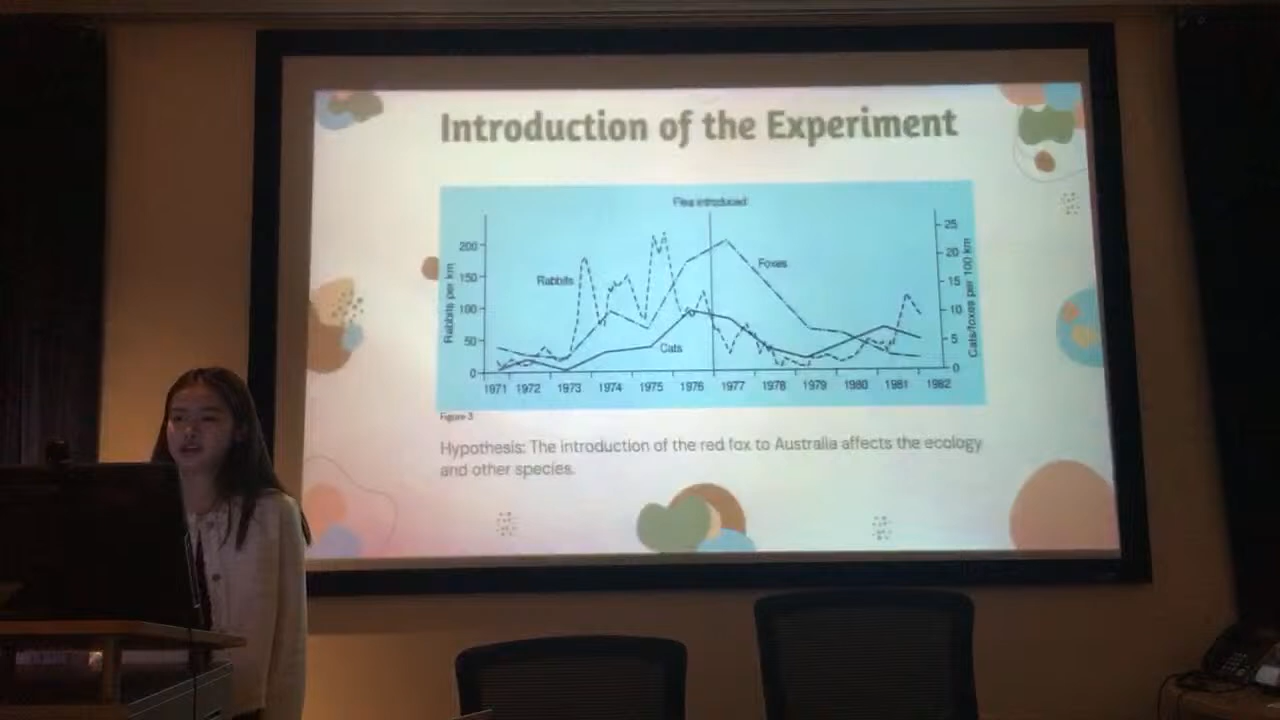 Introduction of the Experiment
Flea introduced
Rabbits
Foxes
Cats
Rabbits per km
200
150
100
50
0
Cats/foxes per 100 km
25
20
15
10
5
0
1971 1972 1973 1974 1975 1976 1977 1978 1979 1980 1981 1982
Figure 3
Hypothesis: The introduction of the red fox to Australia affects the ecology
and other species.